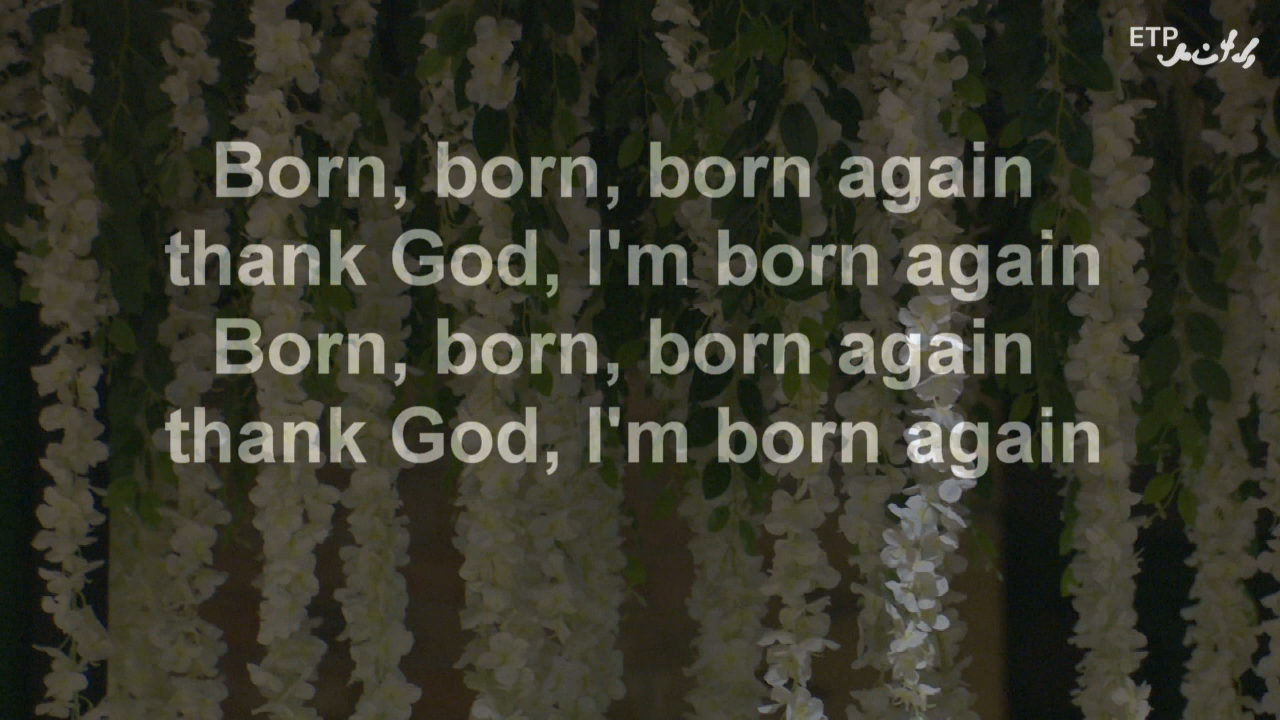 ETP
Born, born, born again
thank God, I'm born again
Born, born, born again
thank God, I'm born again